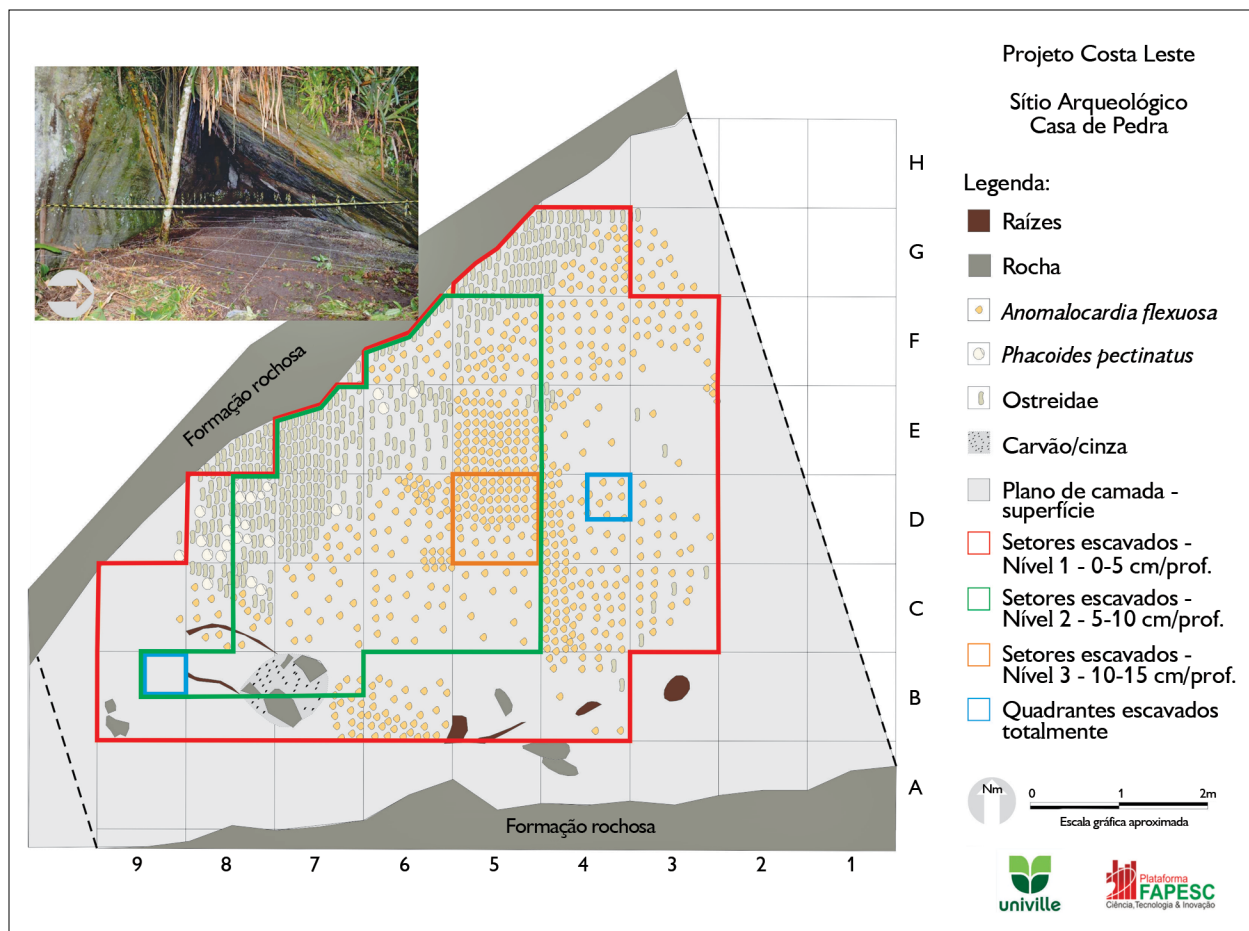 Projeto Costa Leste
Sítio Arqueológico
Casa de Pedra
Legenda:
Raízes
Rocha
Anomalocardia flexuosa
Phacoides pectinatus
Ostreidae
Carvão/cinza
Plano de camada -
superfície
Setores escavados -
Nível 1 - 0-5 cm/prof.
Setores escavados -
Nível 2 - 5-10 cm/prof.
Setores escavados -
Nível 3 - 10-15 cm/prof.
Quadrantes escavados
totalmente
Nm
0 1 2m
Escala gráfica aproximada
univille
Plataforma
FAPESC
Ciência, Tecnologia & Inovação
Formação rochosa
Formação rochosa
H
G
F
E
D
C
B
A
9 8 7 6 5 4 3 2 1